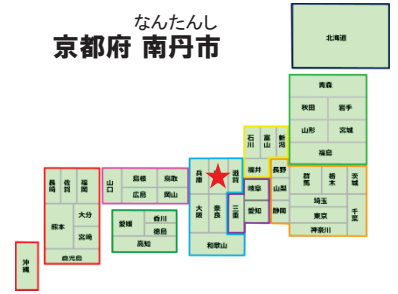 なんたんし
京都府 南丹市
北海道
青森
秋田 岩手
山形 宮城
福島
石川 富山 新潟
福井 長野
群馬 栃木 茨城
岐阜 山梨
埼玉
愛知 静岡 東京 千葉
神奈川
兵庫 滋賀
大阪 奈良 三重
和歌山
山口 島根 鳥取
広島 岡山
愛媛 香川
徳島
高知
長崎 佐賀 福岡
熊本 大分
宮崎
鹿児島
沖縄